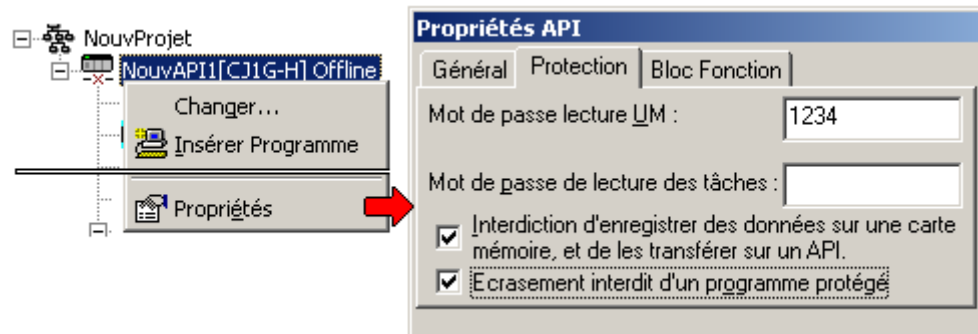 NouvProjet
NouvAPI1[CJ1G-H] Offline
Changer...
Insérer Programme
Propriétés
Propriétés API
Général Protection Bloc Fonction
Mot de passe lecture UM : 1234
Mot de passe de lecture des tâches :
Interdiction d'enregistrer des données sur une carte
mémoire, et de les transférer sur un API.
Ecrasement interdit d'un programme protégé